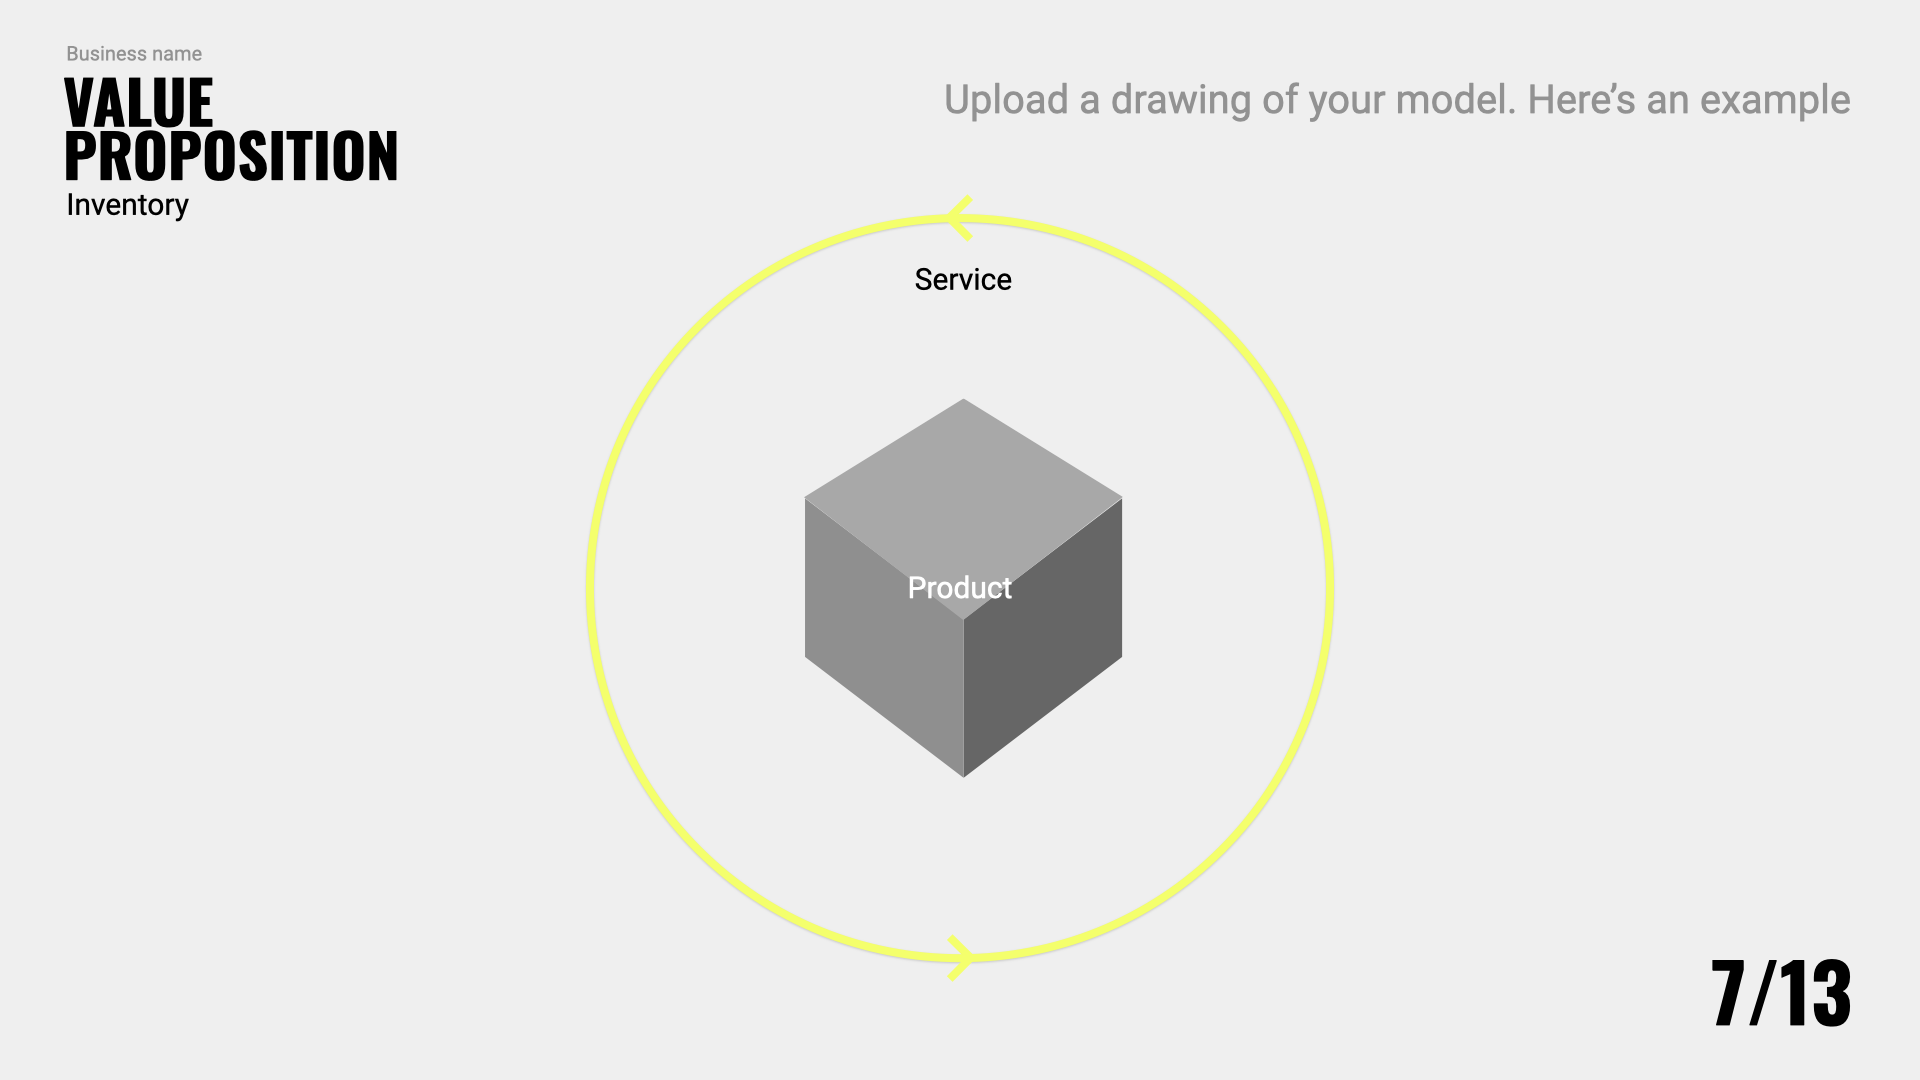 Business name
VALUE
PROPOSITION
Inventory
Upload a drawing of your model. Here’s an example
Service
Product
7/13